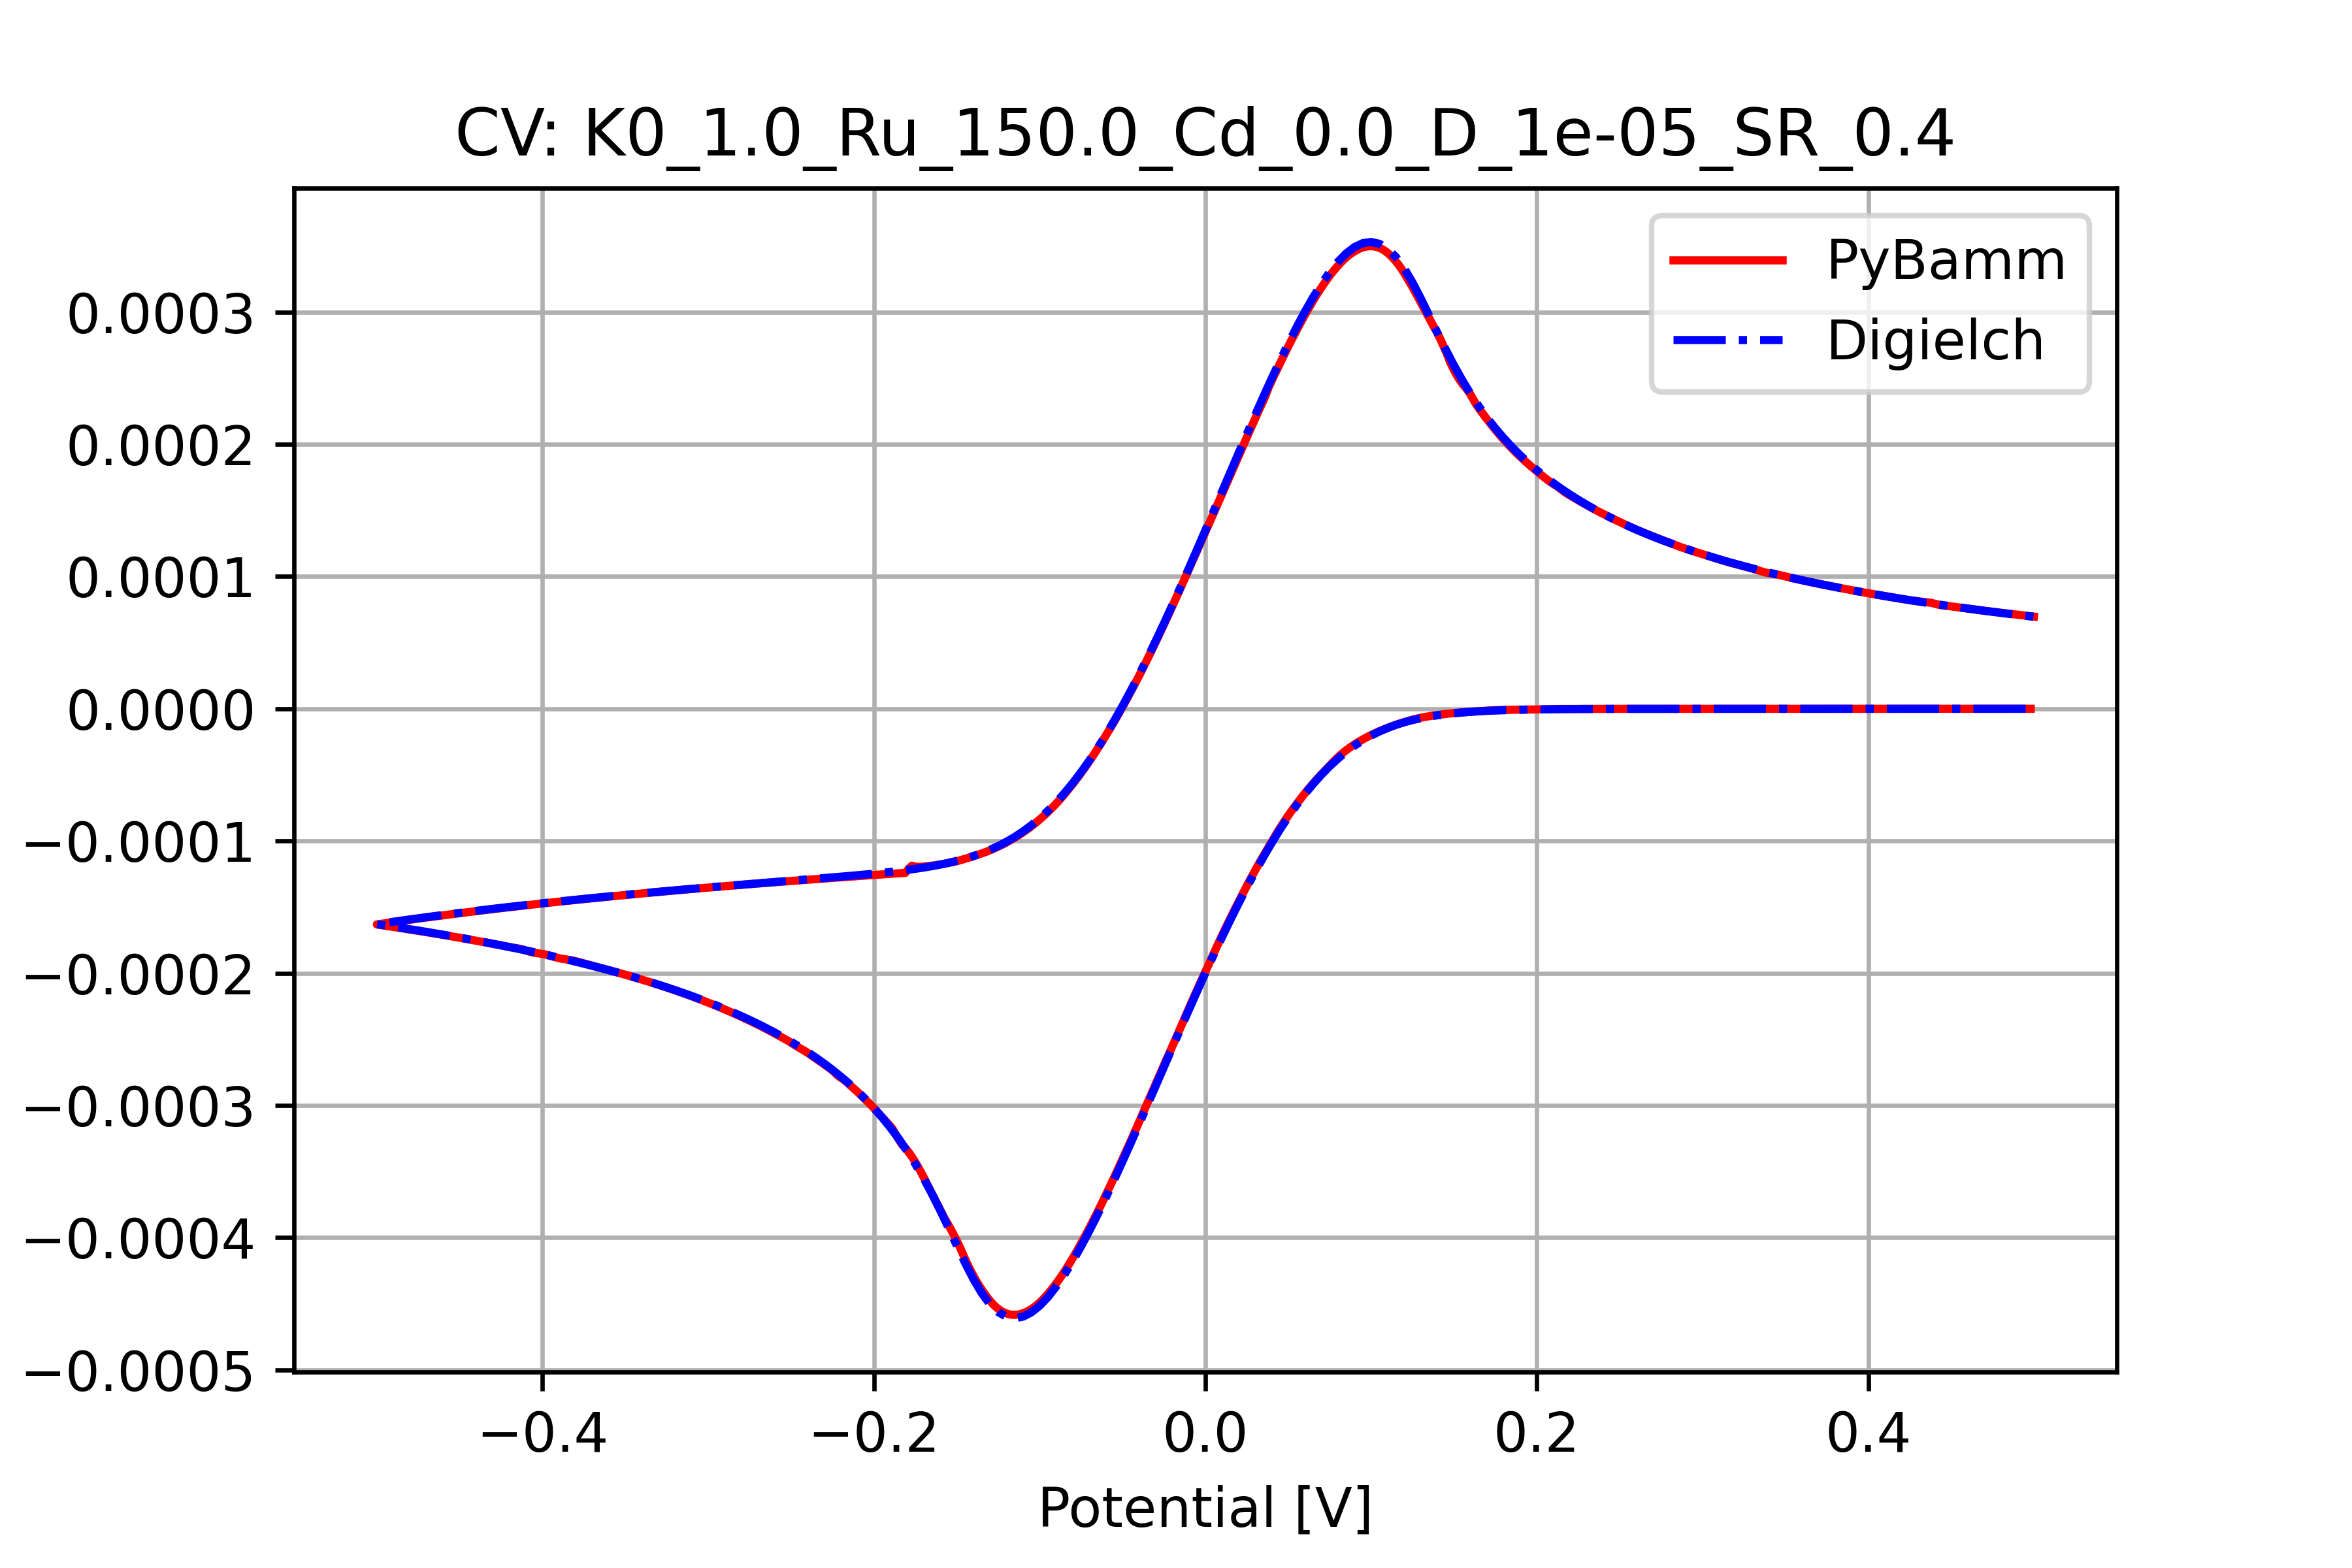 CV: K0_1.0_Ru_150.0_Cd_0.0_D_1e-05_SR_0.4
PyBamm
Digielch
0.0003
0.0002
0.0001
0.0000
−0.0001
−0.0002
−0.0003
−0.0004
−0.0005
−0.4 −0.2 0.0 0.2 0.4
Potential [V]